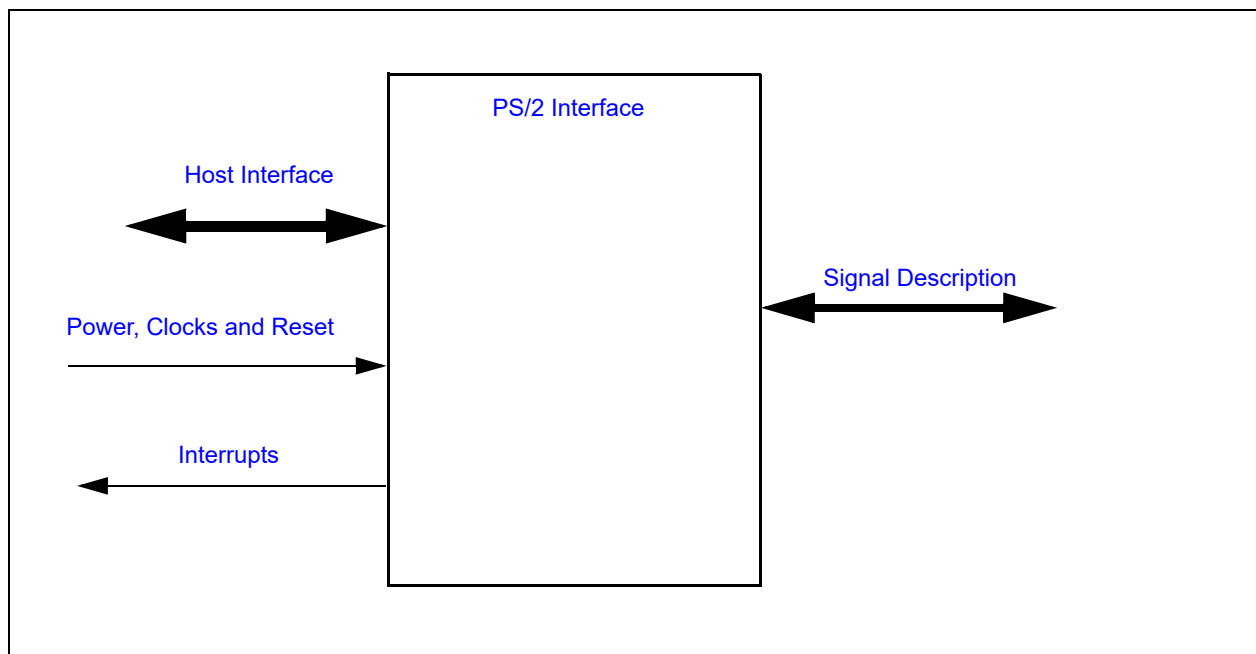 PS/2 Interface
Host Interface
Signal Description
Power, Clocks and Reset
Interrupts